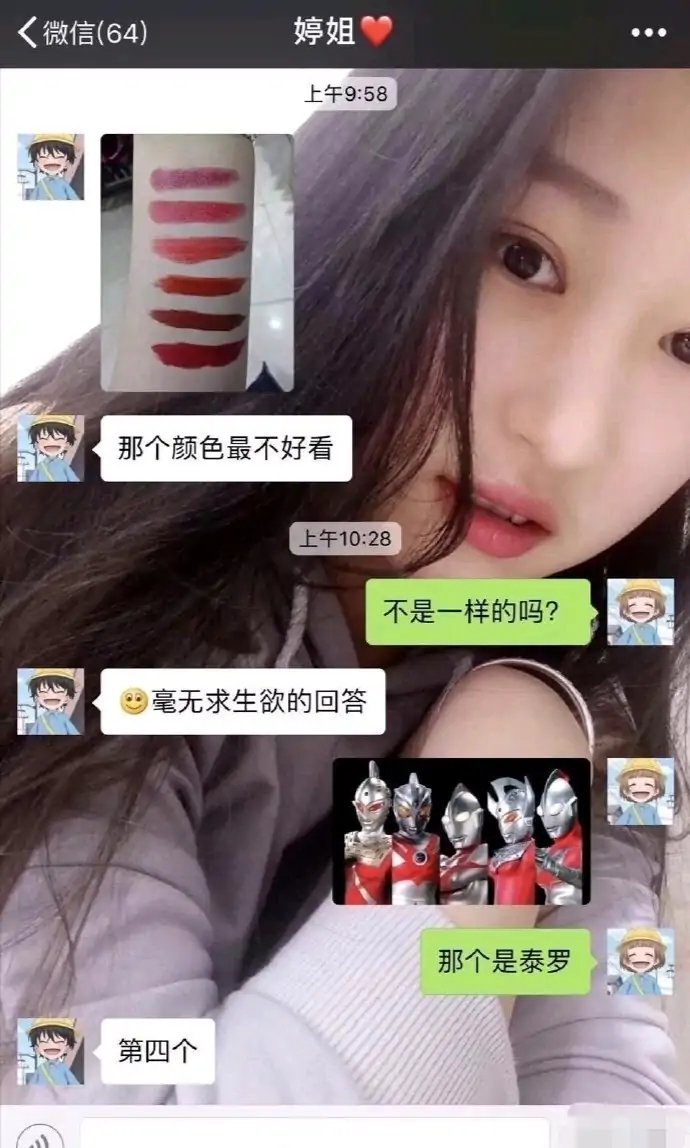 微信(64)
婷姐❤️
上午9:58
那个颜色最不好看
上午10:28
不是一样的吗?
🙂毫无求生欲的回答
那个是泰罗
第四个